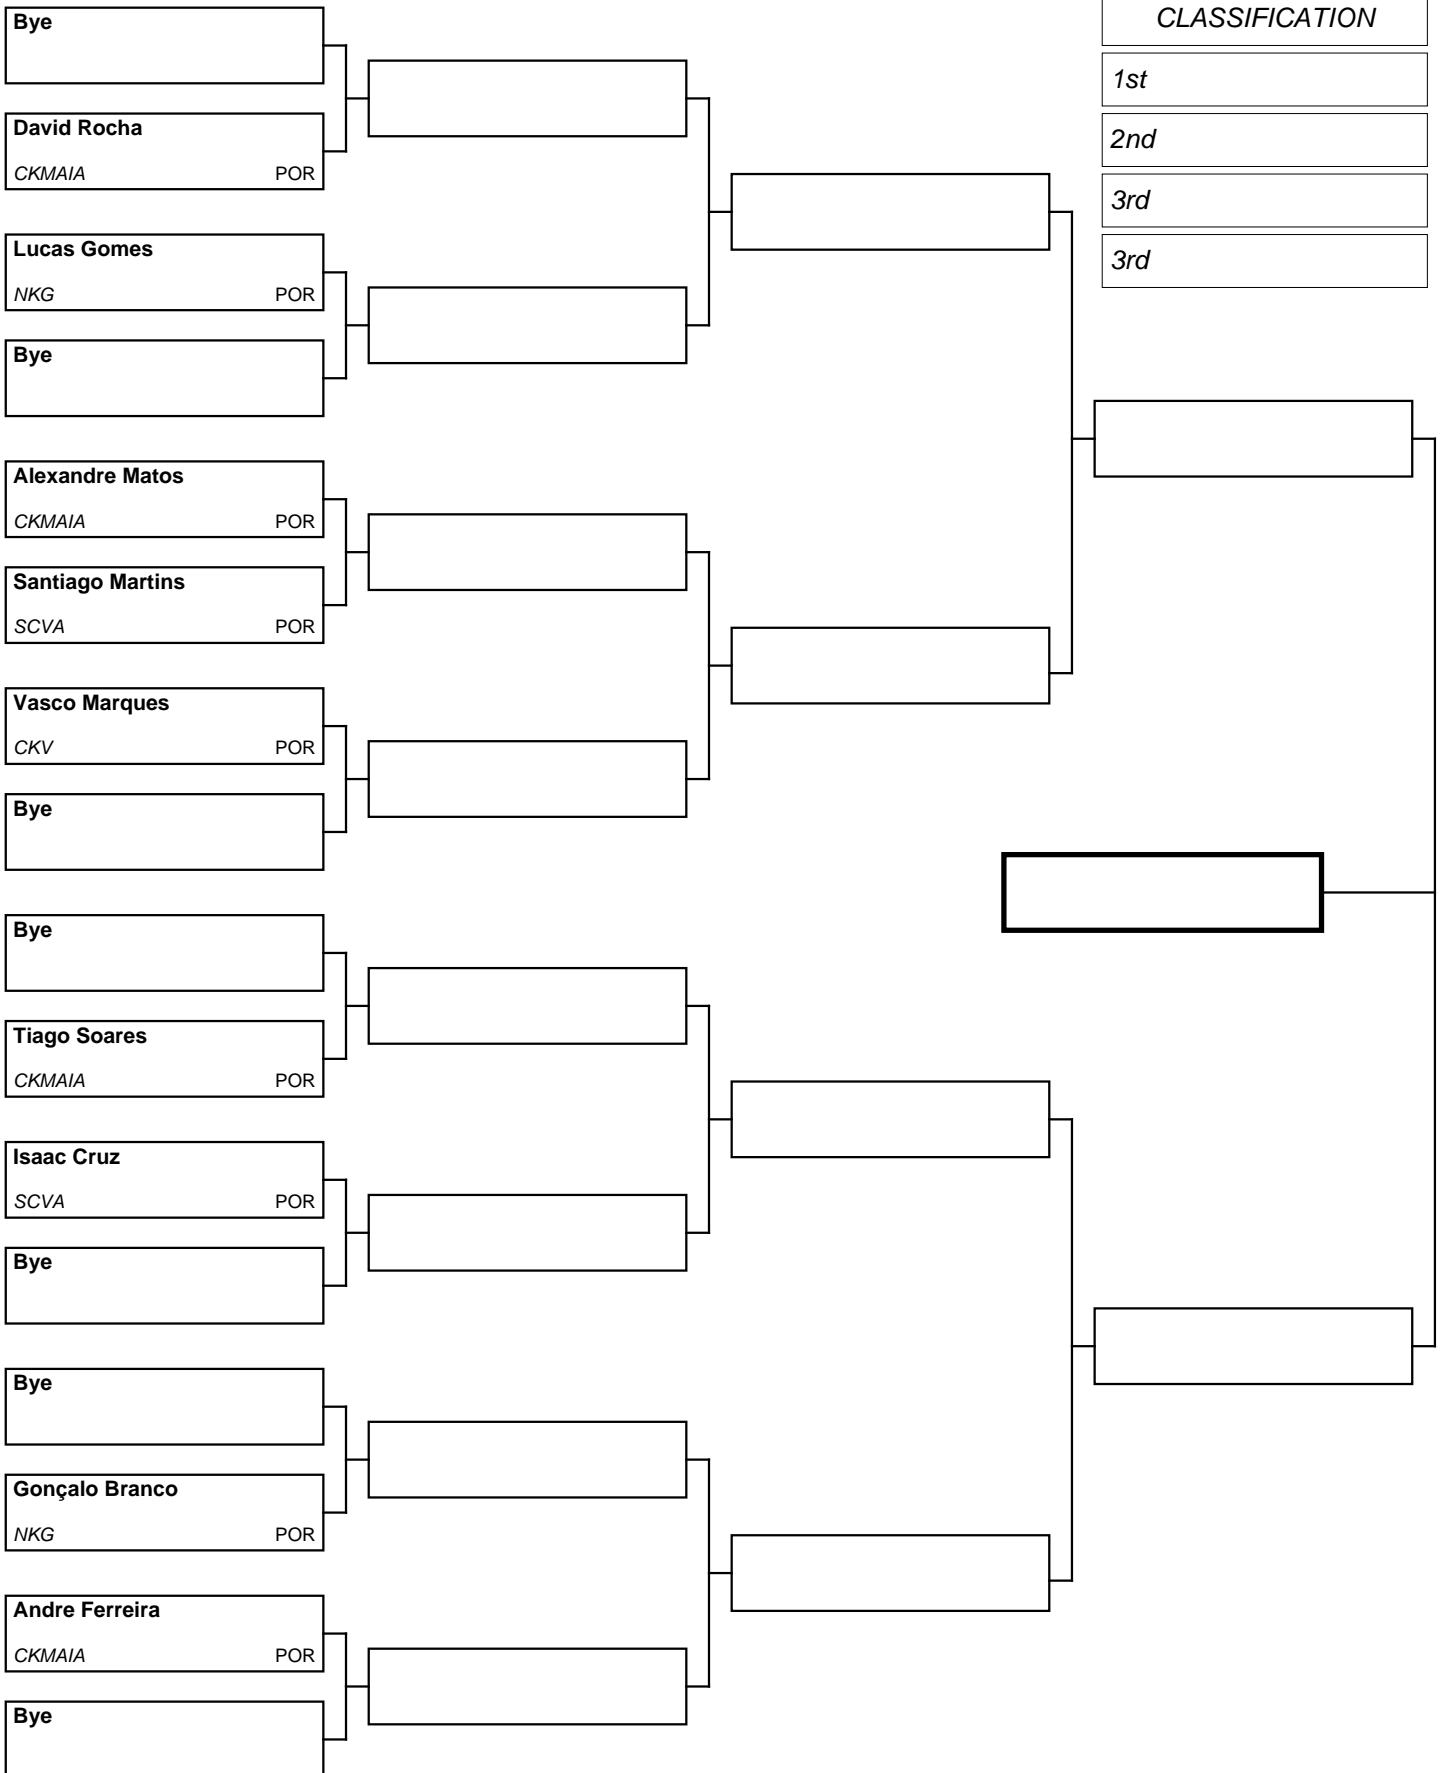 Bye
David Rocha
CKMAIA POR
Lucas Gomes
NKG POR
Bye
Alexandre Matos
CKMAIA POR
Santiago Martins
SCVA POR
Vasco Marques
CKV POR
Bye
Bye
Tiago Soares
CKMAIA POR
Isaac Cruz
SCVA POR
Bye
Bye
Gonçalo Branco
NKG POR
Andre Ferreira
CKMAIA POR
Bye
CLASSIFICATION
1st
2nd
3rd
3rd